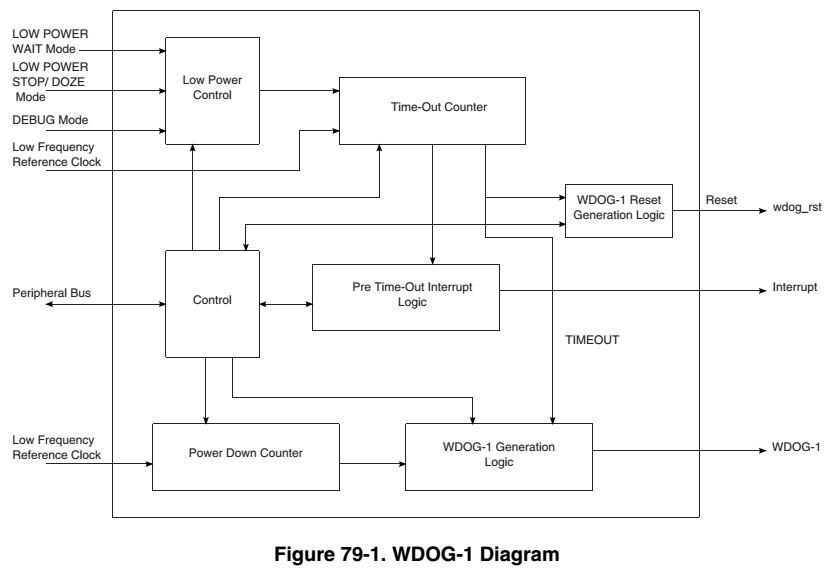 LOW POWER
WAIT Mode
LOW POWER
STOP/ DOZE
Mode
DEBUG Mode
Low Frequency
Reference Clock
Low Power
Control
Time-Out Counter
WDOG-1 Reset
Generation Logic
Reset
wdog_rst
Peripheral Bus
Control
Pre Time-Out Interrupt
Logic
Interrupt
TIMEOUT
Low Frequency
Reference Clock
Power Down Counter
WDOG-1 Generation
Logic
WDOG-1
Figure 79-1. WDOG-1 Diagram